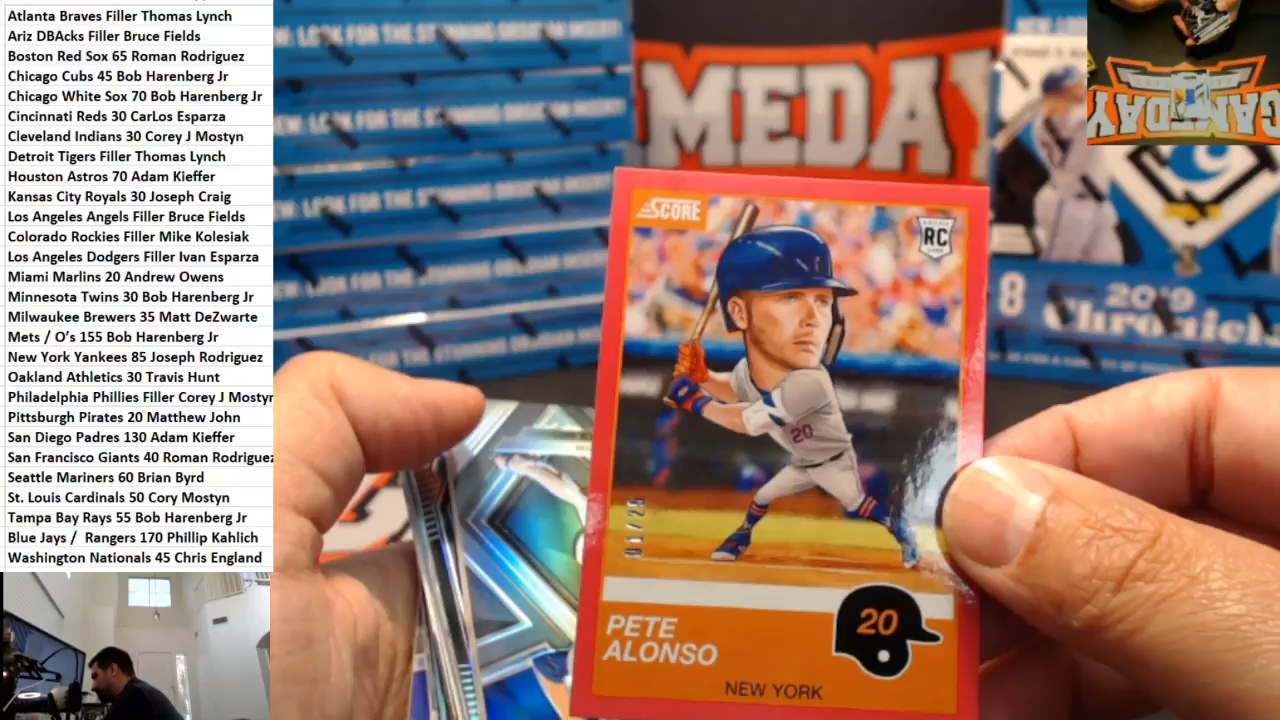 Atlanta Braves Filler Thomas Lynch
Ariz DBAcks Filler Bruce Fields
Boston Red Sox 65 Roman Rodriguez
Chicago Cubs 45 Bob Harenberg Jr
Chicago White Sox 70 Bob Harenberg Jr
Cincinnati Reds 30 CarLos Esparza
Cleveland Indians 30 Corey J Mostyn
Detroit Tigers Filler Thomas Lynch
Houston Astros 70 Adam Kieffer
Kansas City Royals 30 Joseph Craig
Los Angeles Angels Filler Bruce Fields
Colorado Rockies Filler Mike Kolesiak
Los Angeles Dodgers Filler Ivan Esparza
Miami Marlins 20 Andrew Owens
Minnesota Twins 30 Bob Harenberg Jr
Milwaukee Brewers 35 Matt DeZwarte
Mets / O's 155 Bob Harenberg Jr
New York Yankees 85 Joseph Rodriguez
Oakland Athletics 30 Travis Hunt
Philadelphia Phillies Filler Corey J Mostyn
Pittsburgh Pirates 20 Matthew John
San Diego Padres 130 Adam Kieffer
San Francisco Giants 40 Roman Rodriguez
Seattle Mariners 60 Brian Byrd
St. Louis Cardinals 50 Cory Mostyn
Tampa Bay Rays 55 Bob Harenberg Jr
Blue Jays / Rangers 170 Phillip Kahlich
Washington Nationals 45 Chris England
MEDAY
GAMEDAY
8
2019
Chronicl
SCORE
RC
20
PETE
ALONSO
20
NEW YORK